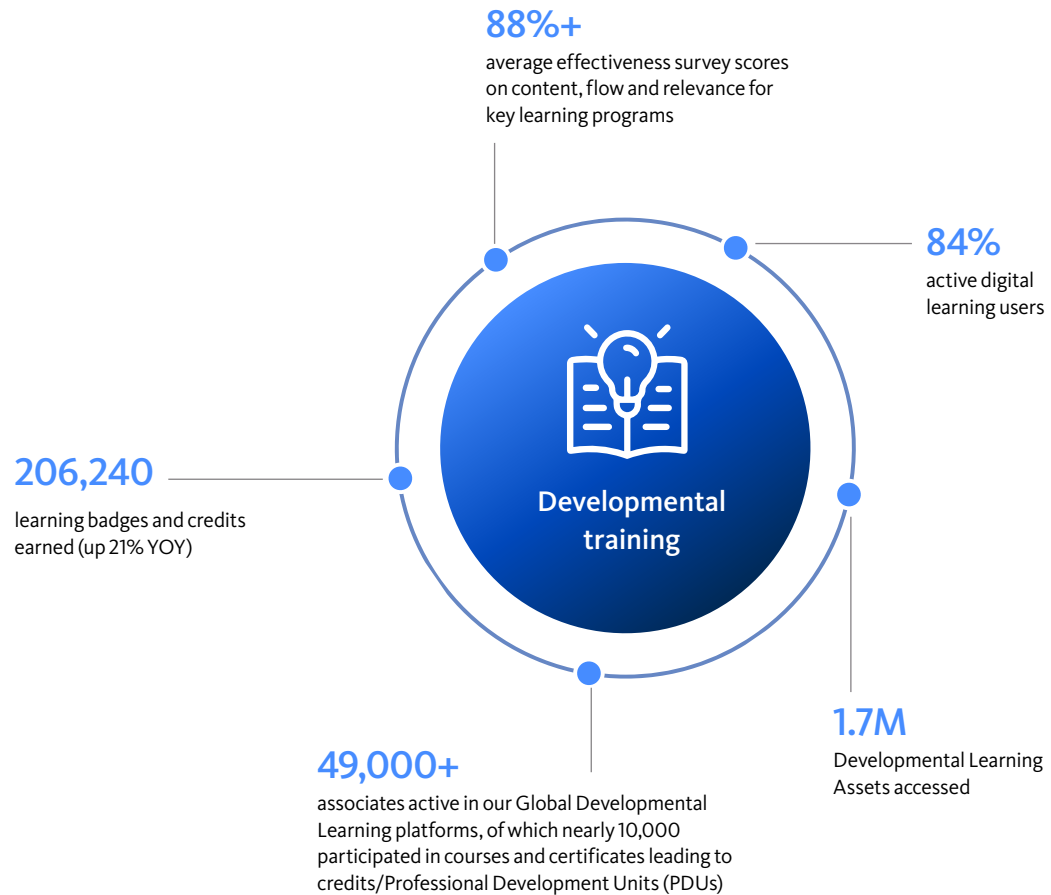 88%+
average effectiveness survey scores
on content, flow and relevance for
key learning programs
84%
active digital
learning users
Developmental
training
206,240
learning badges and credits
earned (up 21% YOY)
1.7M
Developmental Learning
Assets accessed
49,000+
associates active in our Global Developmental
Learning platforms, of which nearly 10,000
participated in courses and certificates leading to
credits/Professional Development Units (PDUs)